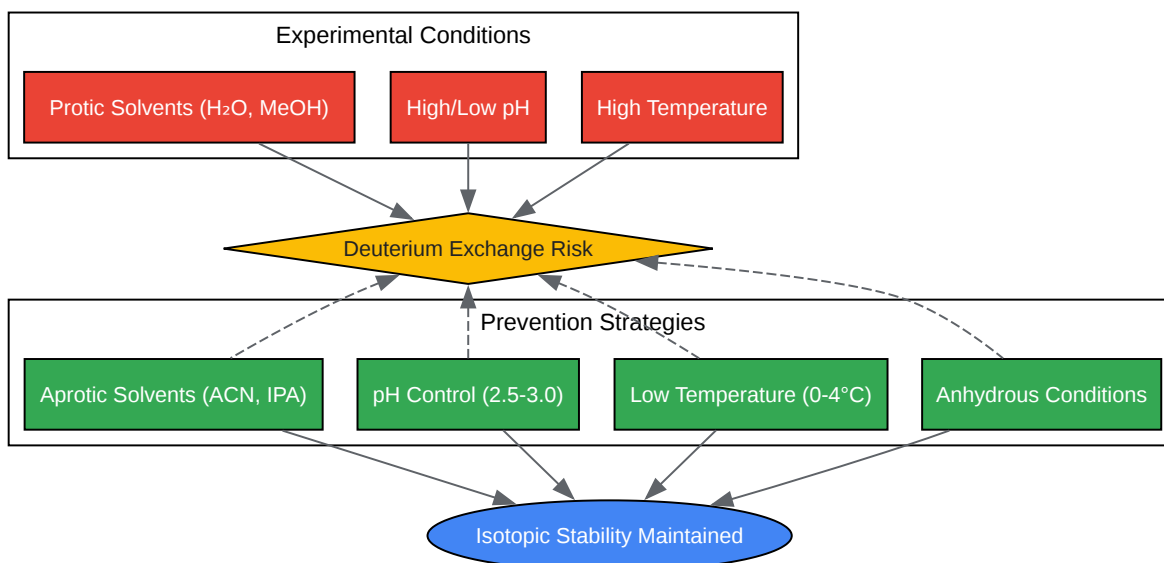 Experimental Conditions
Protic Solvents (H₂O, MeOH)
High/Low pH
High Temperature
Deuterium Exchange Risk
Prevention Strategies
Aprotic Solvents (ACN, IPA)
pH Control (2.5-3.0)
Low Temperature (0-4°C)
Anhydrous Conditions
Isotopic Stability Maintained